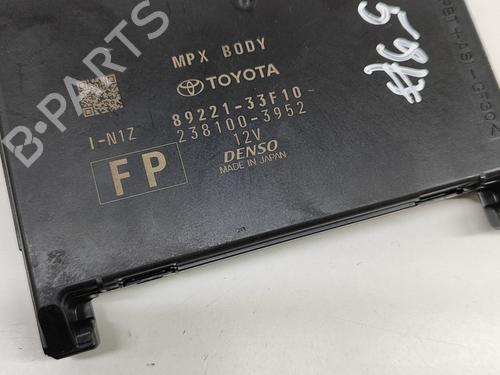 MPX BODY
TOYOTA
89221-33F10-
238100-3952
I-N1Z
12V
DENSO
MADE IN JAPAN
FP
B-PARTS